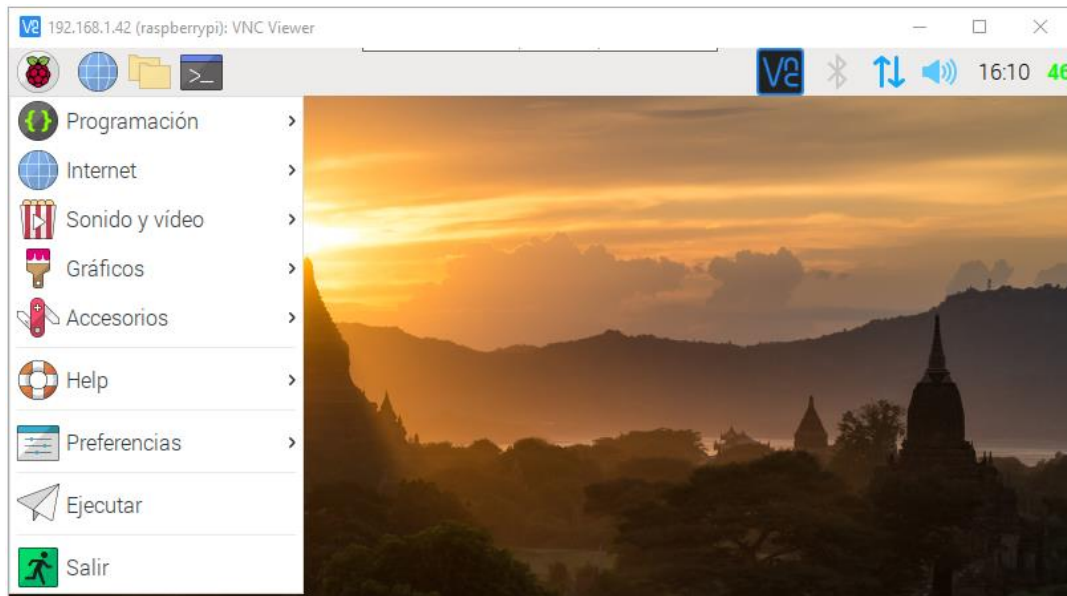 192.168.1.42 (raspberrypi): VNC Viewer
16:10 46
Programación
Internet
Sonido y vídeo
Gráficos
Accesorios
Help
Preferencias
Ejecutar
Salir